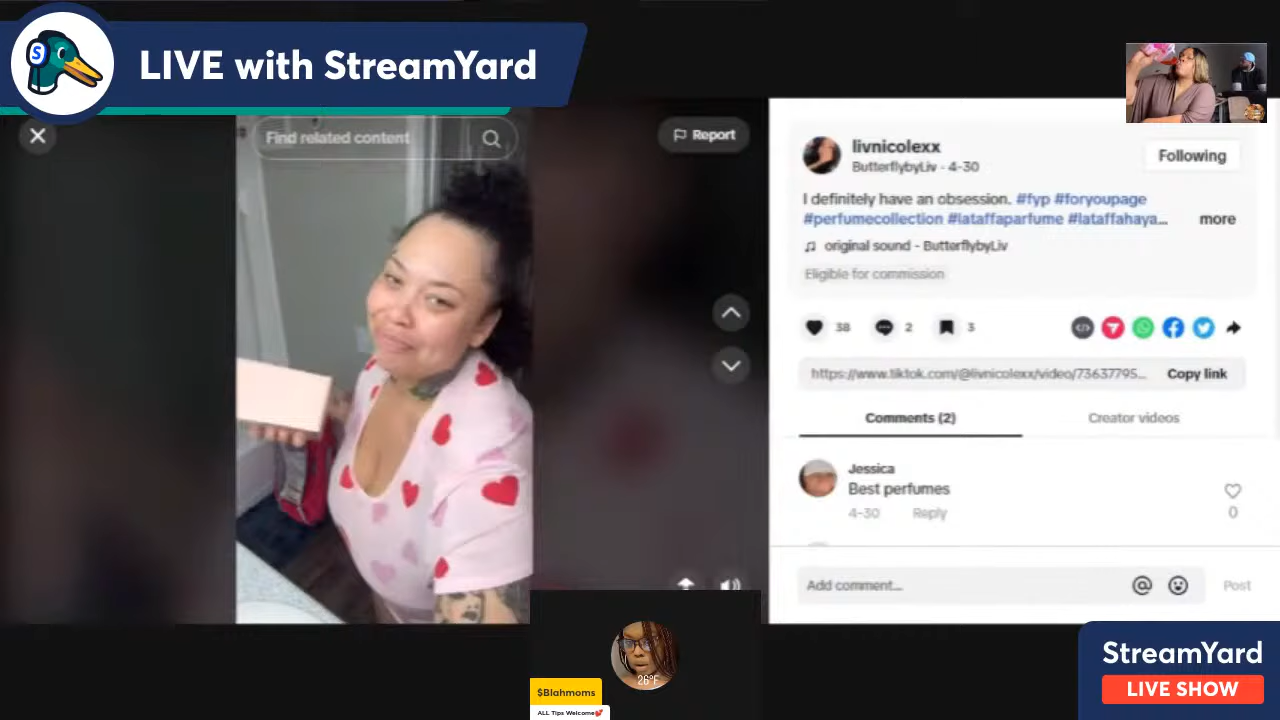 S
LIVE with StreamYard
Find related content
Report
livnicolexx
Following
ButterflybyLiv · 4-30
I definitely have an obsession. #fyp #foryoupage
#perfumecollection #lataffaparfume #lataffahaya...
more
original sound - ButterflybyLiv
Eligible for commission
38
2
3
https://www.tiktok.com/@livnicolexx/video/73637795...
Copy link
Comments (2)
Creator videos
Jessica
Best perfumes
4-30
Reply
0
Add comment...
@
Post
26°F
$Blahmoms
ALL Tips Welcome💕
StreamYard
LIVE SHOW